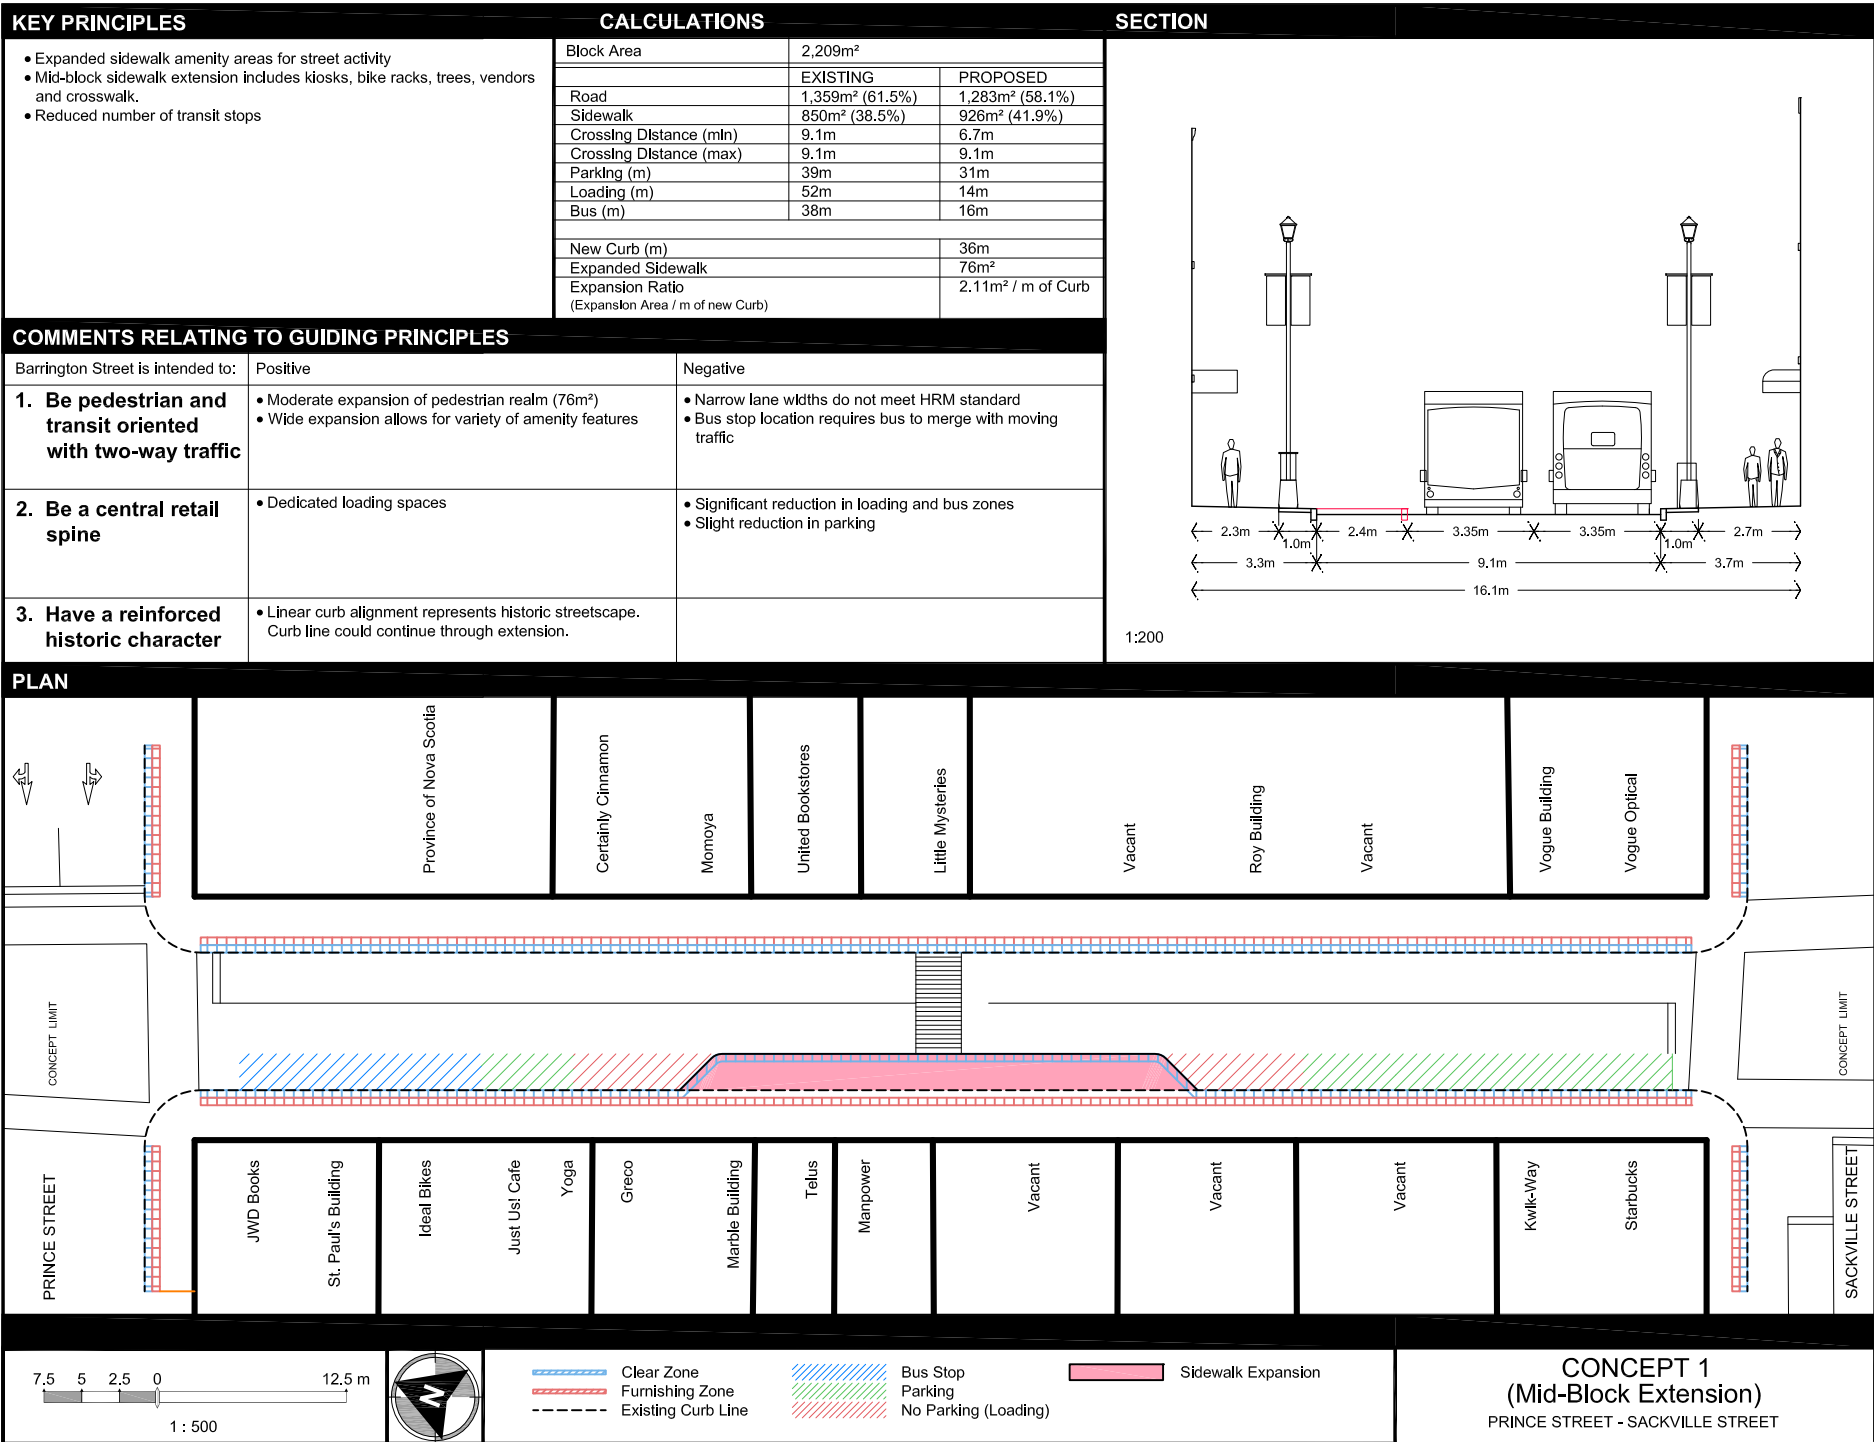 KEY PRINCIPLES
• Expanded sidewalk amenity areas for street activity
• Mid-block sidewalk extension includes kiosks, bike racks, trees, vendors
and crosswalk.
• Reduced number of transit stops
CALCULATIONS
Block Area 2,209m²
EXISTING PROPOSED
Road 1,359m² (61.5%) 1,283m² (58.1%)
Sidewalk 850m² (38.5%) 926m² (41.9%)
Crossing Distance (min) 9.1m 6.7m
Crossing Distance (max) 9.1m 9.1m
Parking (m) 39m 31m
Loading (m) 52m 14m
Bus (m) 38m 16m
New Curb (m) 36m
Expanded Sidewalk 76m²
Expansion Ratio 2.11m² / m of Curb
(Expansion Area / m of new Curb)
SECTION
2.3m 2.4m 3.35m 3.35m 2.7m
1.0m 1.0m
3.3m 9.1m 3.7m
16.1m
1:200
COMMENTS RELATING TO GUIDING PRINCIPLES
Barrington Street is intended to: Positive Negative
1. Be pedestrian and
transit oriented
with two-way traffic
• Moderate expansion of pedestrian realm (76m²)
• Wide expansion allows for variety of amenity features
• Narrow lane widths do not meet HRM standard
• Bus stop location requires bus to merge with moving
traffic
2. Be a central retail
spine
• Dedicated loading spaces
• Significant reduction in loading and bus zones
• Slight reduction in parking
3. Have a reinforced
historic character
• Linear curb alignment represents historic streetscape.
Curb line could continue through extension.
PLAN
Province of Nova Scotia
Certainly Cinnamon
Momoya
United Bookstores
Little Mysteries
Vacant
Roy Building
Vacant
Vogue Building
Vogue Optical
CONCEPT LIMIT
CONCEPT LIMIT
PRINCE STREET
JWD Books
St. Paul's Building
Ideal Bikes
Just Us! Cafe
Yoga
Greco
Marble Building
Telus
Manpower
Vacant
Vacant
Vacant
Kwik-Way
Starbucks
SACKVILLE STREET
7.5 5 2.5 0 12.5 m
1 : 500
N
Clear Zone
Furnishing Zone
Existing Curb Line
Bus Stop
Parking
No Parking (Loading)
Sidewalk Expansion
CONCEPT 1
(Mid-Block Extension)
PRINCE STREET - SACKVILLE STREET